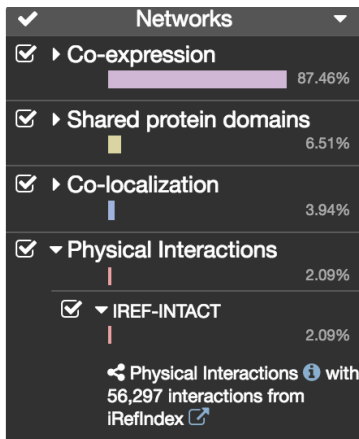 Networks
Co-expression
87.46%
Shared protein domains
6.51%
Co-localization
3.94%
Physical Interactions
2.09%
IREF-INTACT
2.09%
Physical Interactions with
56,297 interactions from
iRefIndex